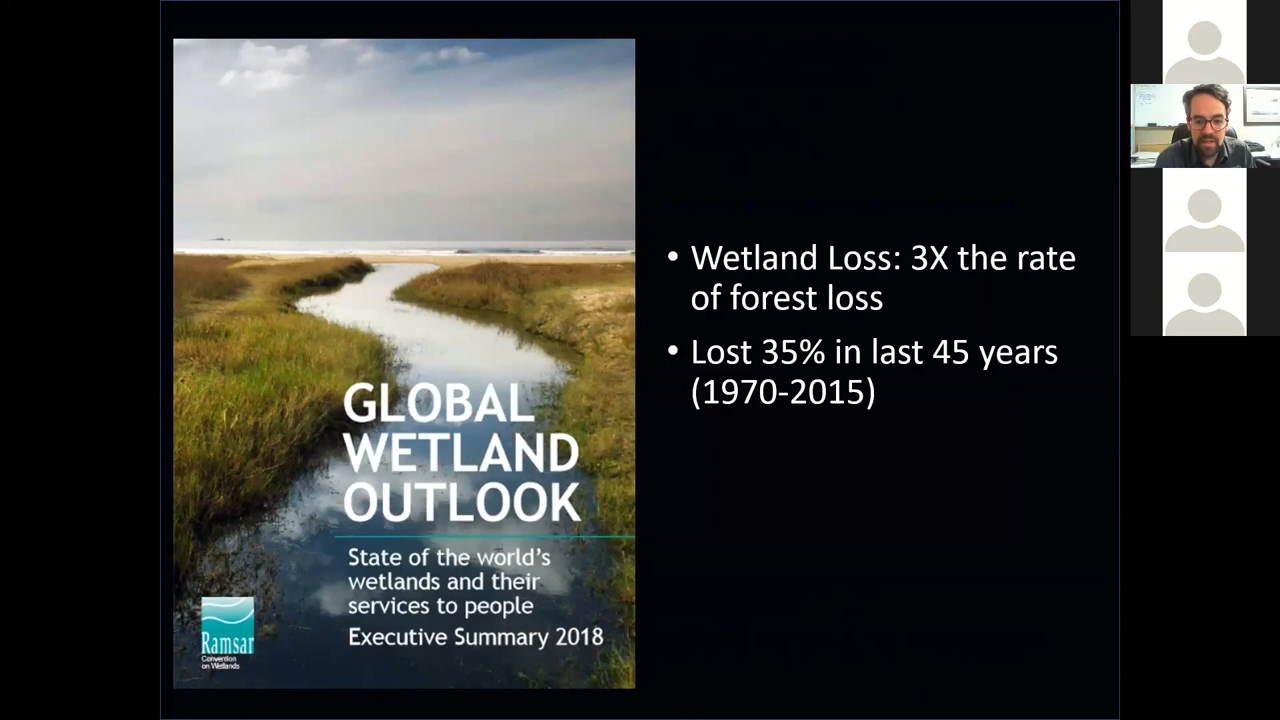 GLOBAL
WETLAND
OUTLOOK
State of the world's
wetlands and their
services to people
Executive Summary 2018
Ramsar
Convention
on Wetlands
• Wetland Loss: 3X the rate
of forest loss
• Lost 35% in last 45 years
(1970-2015)